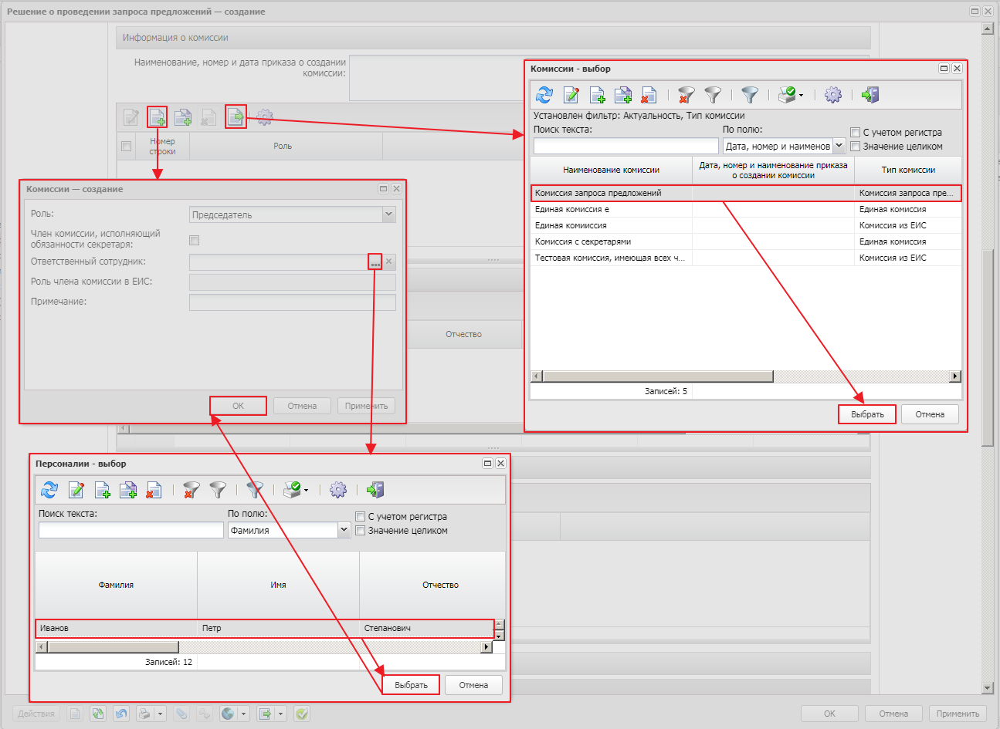 Решение о проведении запроса предложений — создание
Информация о комиссии
Наименование, номер и дата приказа о создании
комиссии:
Номер
строки
Роль
Комиссии - выбор
Установлен фильтр: Актуальность, Тип комиссии
Поиск текста:
По полю:
С учетом регистра
Дата, номер и наименов
Значение целиком
Наименование комиссии
Дата, номер и наименование приказа
о создании комиссии
Тип комиссии
Комиссия запроса предложений
Комиссия запроса пре...
Единая комиссия е
Единая комиссия
Единая комииссия
Комиссия из ЕИС
Комиссия с секретарями
Единая комиссия
Тестовая комиссия, имеющая всех ч...
Комиссия из ЕИС
Записей: 5
Выбрать
Отмена
Комиссии — создание
Роль:
Председатель
Член комиссии, исполняющий
обязанности секретаря:
Ответственный сотрудник:
...
Роль члена комиссии в ЕИС:
Примечание:
OK
Отмена
Применить
Отчество
Персоналии - выбор
Поиск текста:
По полю:
С учетом регистра
Фамилия
Значение целиком
Фамилия
Имя
Отчество
Иванов
Петр
Степанович
Записей: 12
Выбрать
Отмена
Действия
OK
Отмена
Применить